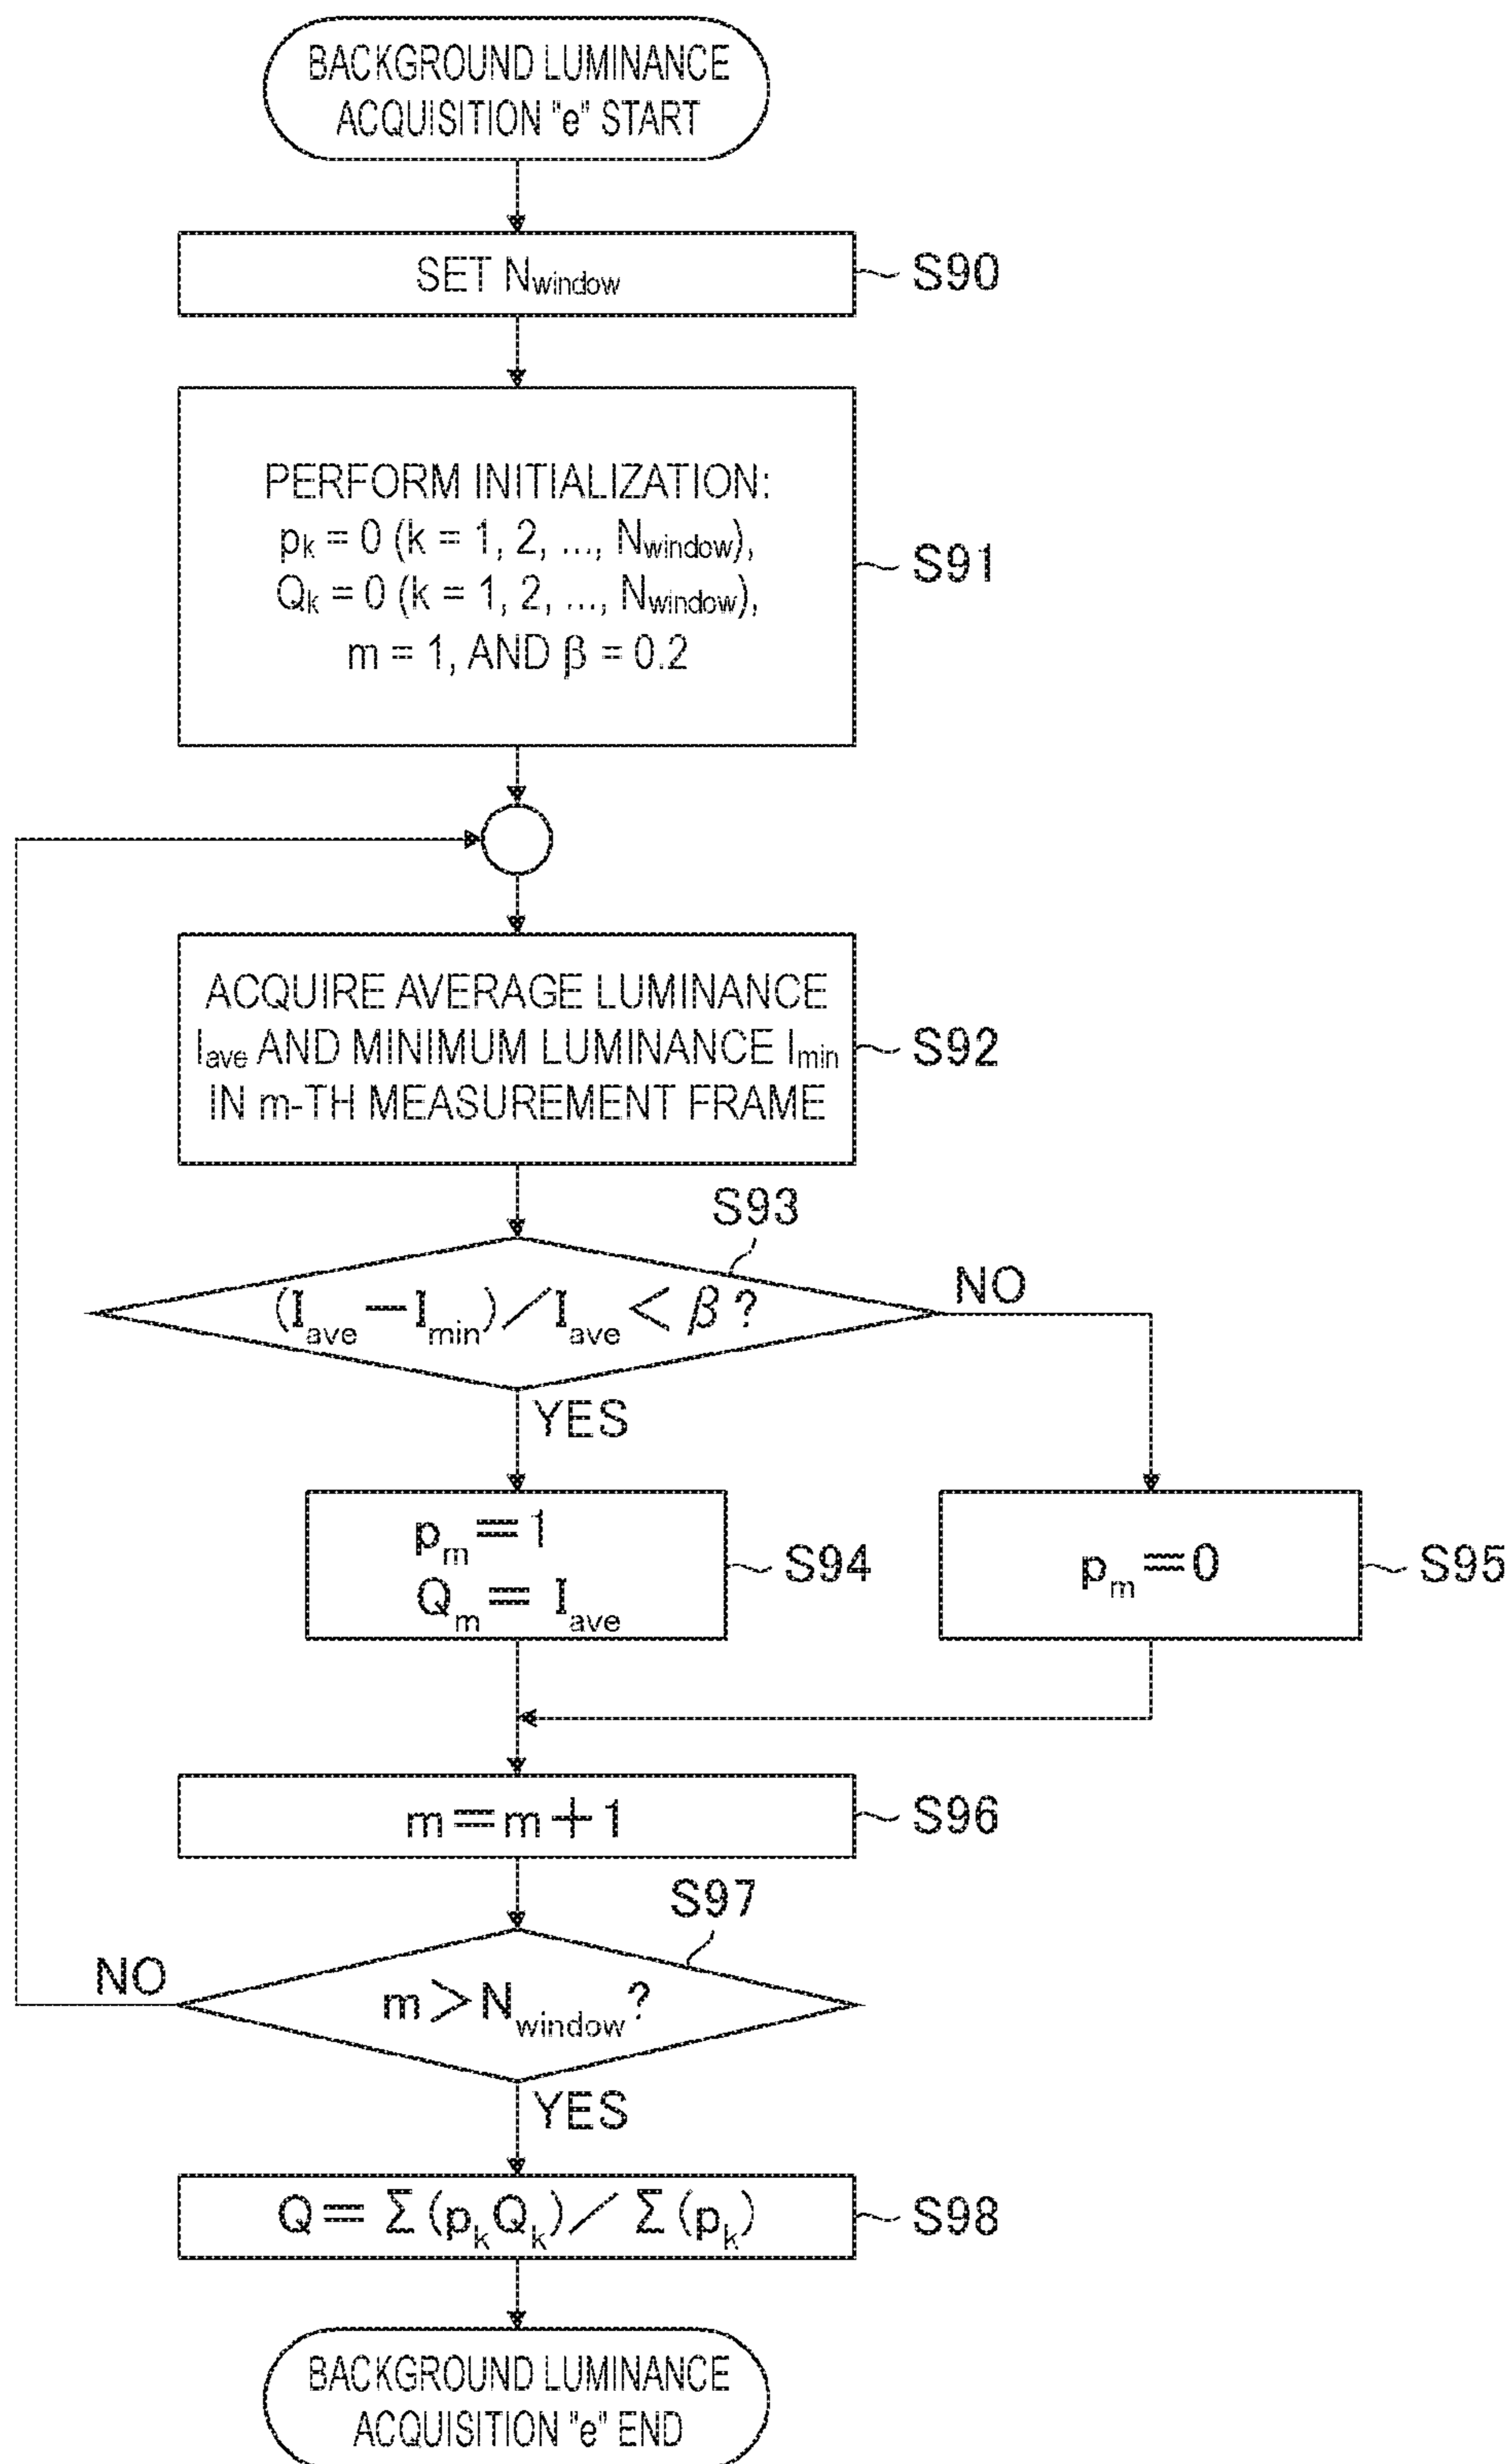 BACKGROUND LUMINANCE
ACQUISITION "e" START
SET Nwindow
S90
PERFORM INITIALIZATION:
pk = 0 (k = 1, 2, ..., Nwindow),
Qk = 0 (k = 1, 2, ..., Nwindow),
m = 1, AND β = 0.2
S91
ACQUIRE AVERAGE LUMINANCE
Iave AND MINIMUM LUMINANCE Imin
IN m-TH MEASUREMENT FRAME
S92
S93
(Iave－Imin)／Iave＜β?
NO
YES
pm＝1
Qm＝Iave
S94
pm＝0
S95
m＝m＋1
S96
S97
m＞Nwindow?
NO
YES
Q＝Σ(pkQk)／Σ(pk)
S98
BACKGROUND LUMINANCE
ACQUISITION "e" END